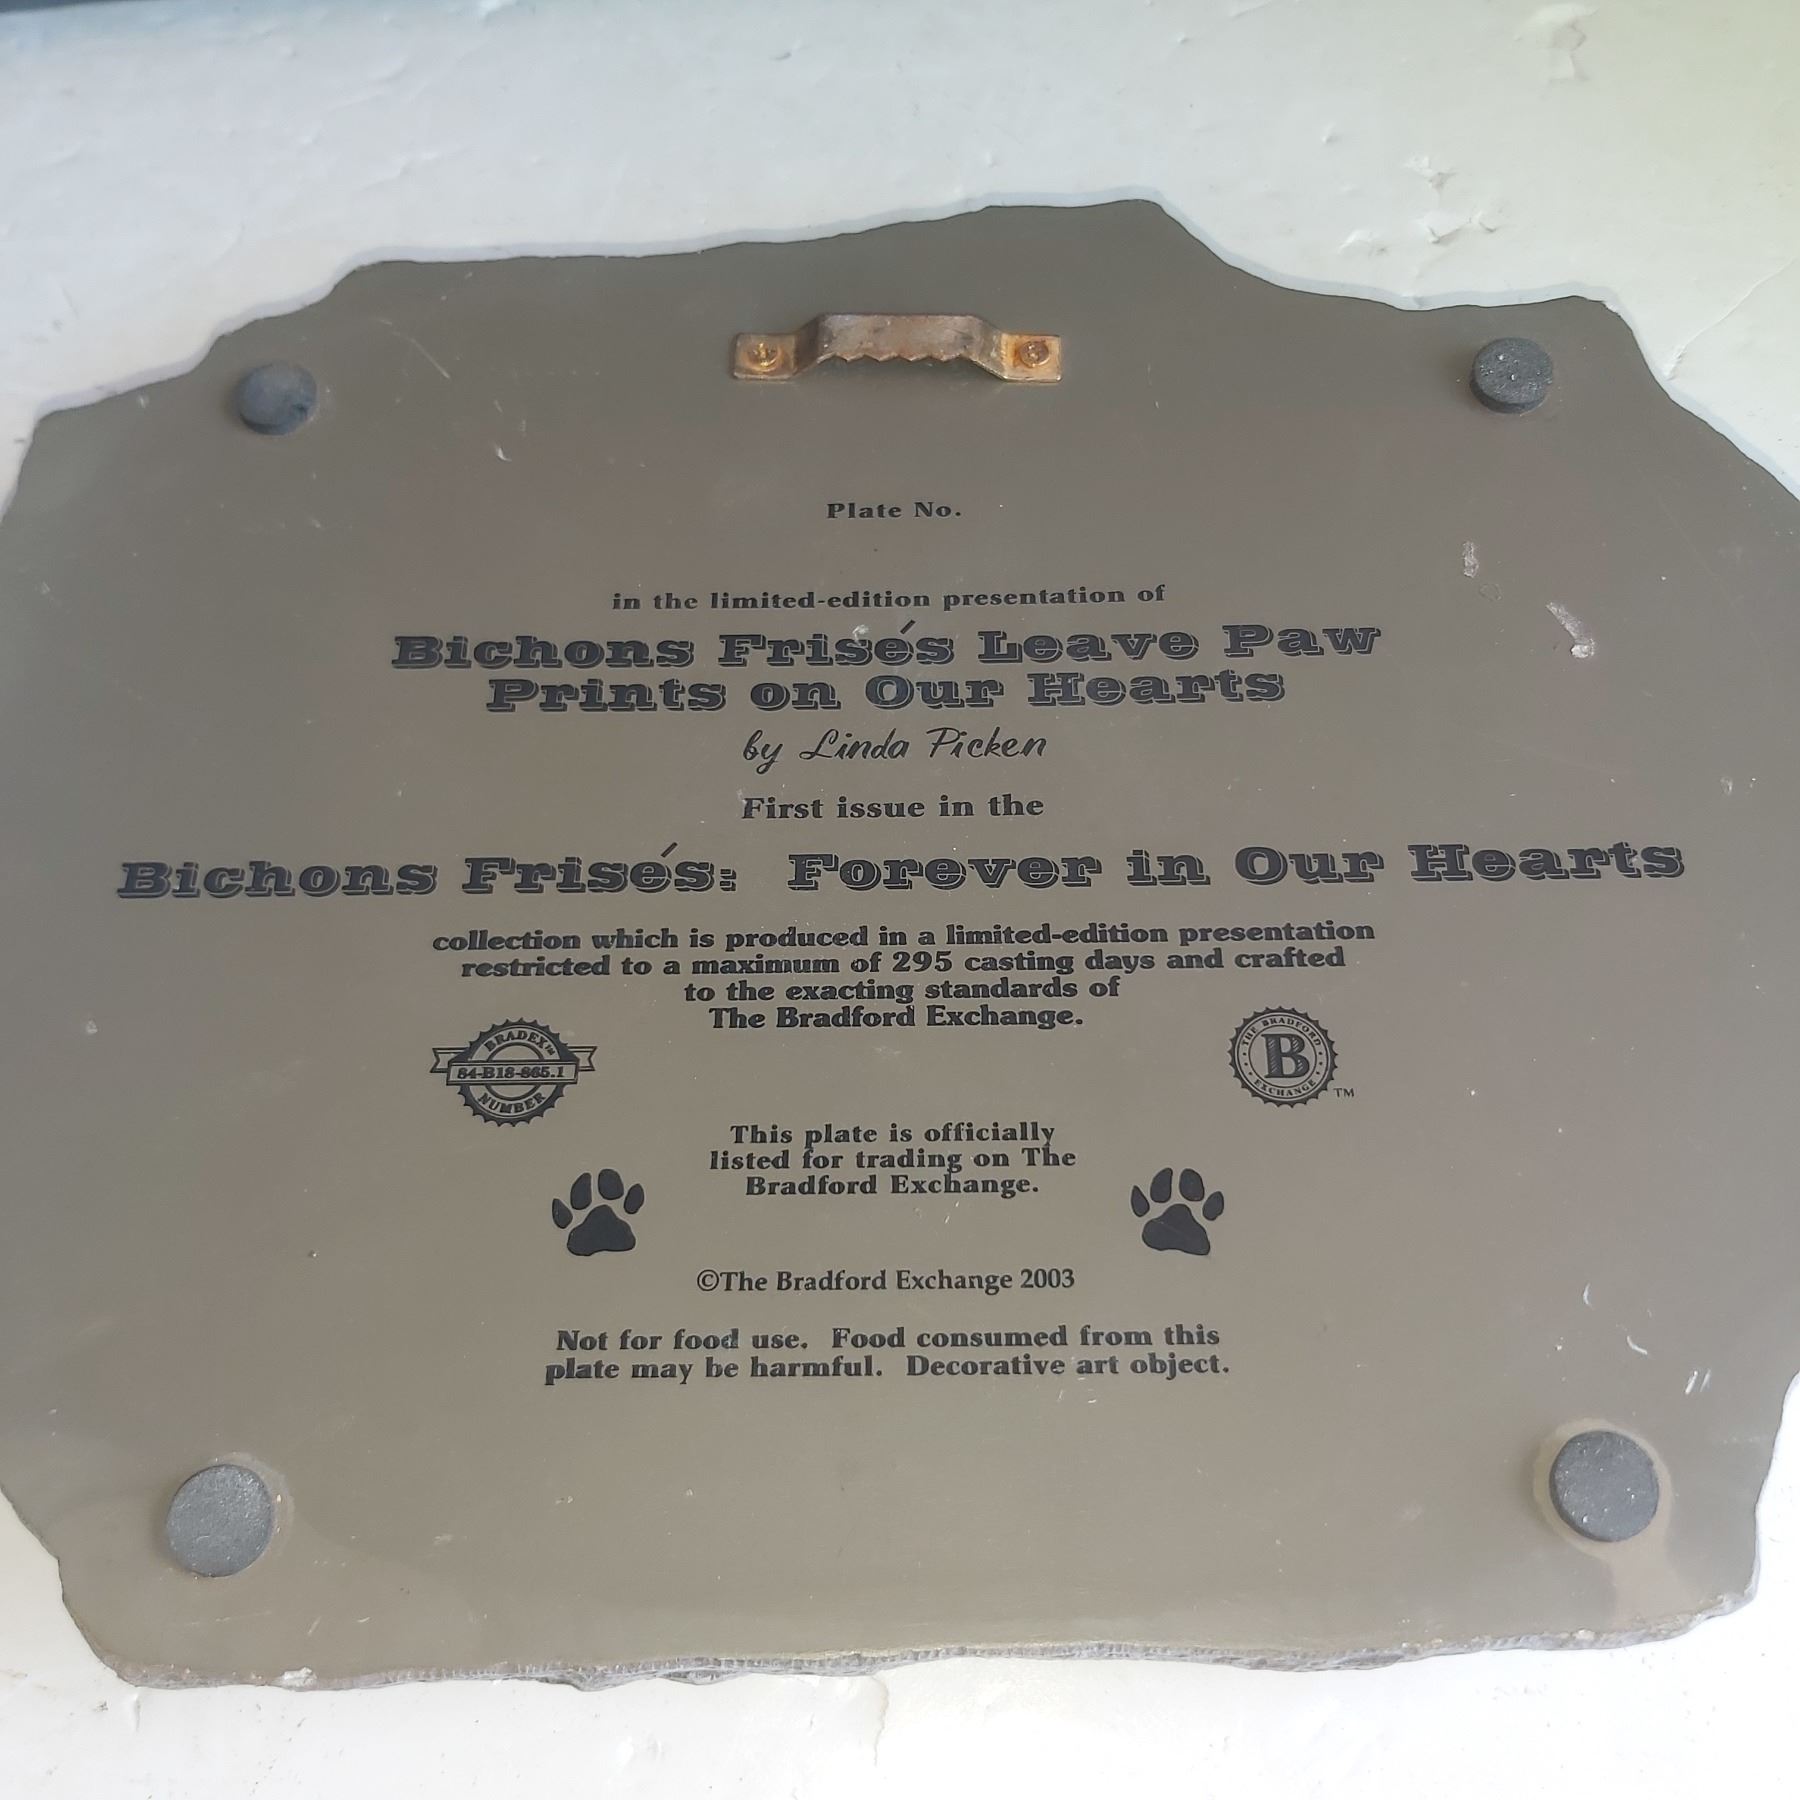 Plate No.
in the limited-edition presentation of
Bichons Frisés Leave Paw
Prints on Our Hearts
by Linda Picken
First issue in the
Bichons Frisés: Forever in Our Hearts
collection which is produced in a limited-edition presentation
restricted to a maximum of 295 casting days and crafted
to the exacting standards of
The Bradford Exchange.
BRADEX™
84-B18-865.1
NUMBER
THE BRADFORD
B
EXCHANGE
TM
This plate is officially
listed for trading on The
Bradford Exchange.
©The Bradford Exchange 2003
Not for food use. Food consumed from this
plate may be harmful. Decorative art object.